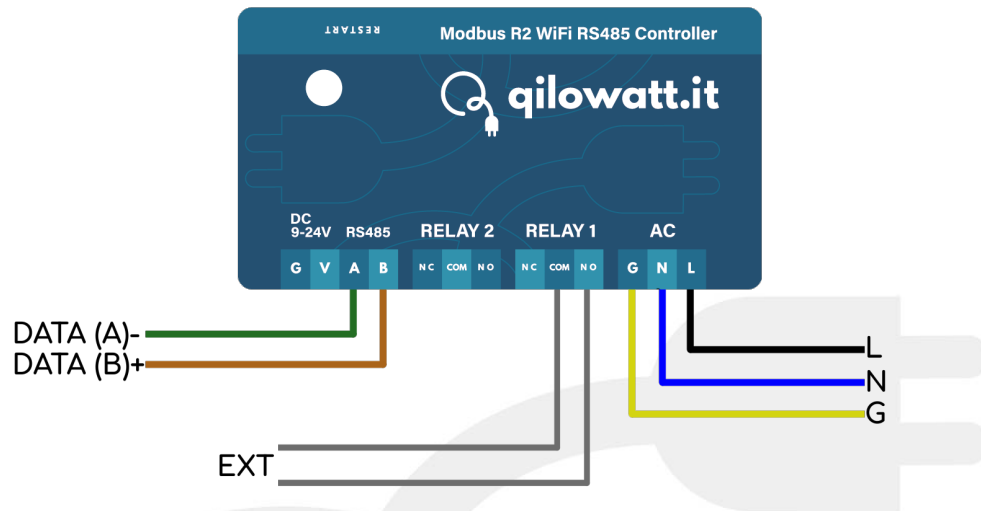 RESTART
Modbus R2 WiFi RS485 Controller
qilowatt.it
DC
9-24V RS485 RELAY 2 RELAY 1 AC
G V A B NC COM NO NC COM NO G N L
DATA (A)-
DATA (B)+
L
N
G
EXT